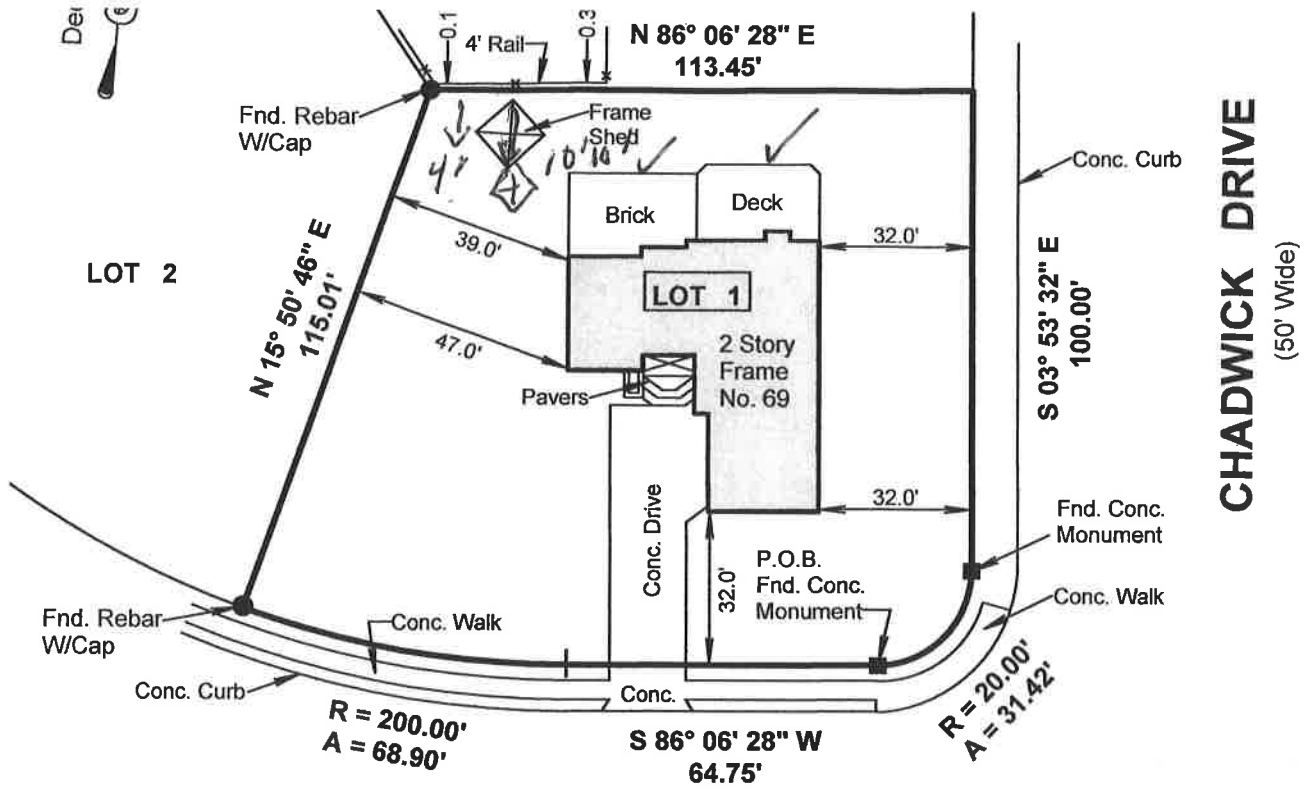 0.1
4' Rail
0.3
N 86° 06' 28" E
113.45'
Fnd. Rebar
W/Cap
Frame
Shed
4'
10'
Conc. Curb
Brick
Deck
39.0'
32.0'
LOT 2
N 15° 50' 46" E
115.01'
LOT 1
47.0'
2 Story
Frame
No. 69
Pavers
S 03° 53' 32" E
100.00'
CHADWICK DRIVE
(50' Wide)
Conc. Drive
32.0'
32.0'
Fnd. Conc.
Monument
P.O.B.
Fnd. Conc.
Monument
Conc. Walk
Fnd. Rebar
W/Cap
Conc. Walk
Conc. Curb
Conc.
R = 200.00'
A = 68.90'
S 86° 06' 28" W
64.75'
R = 20.00'
A = 31.42'